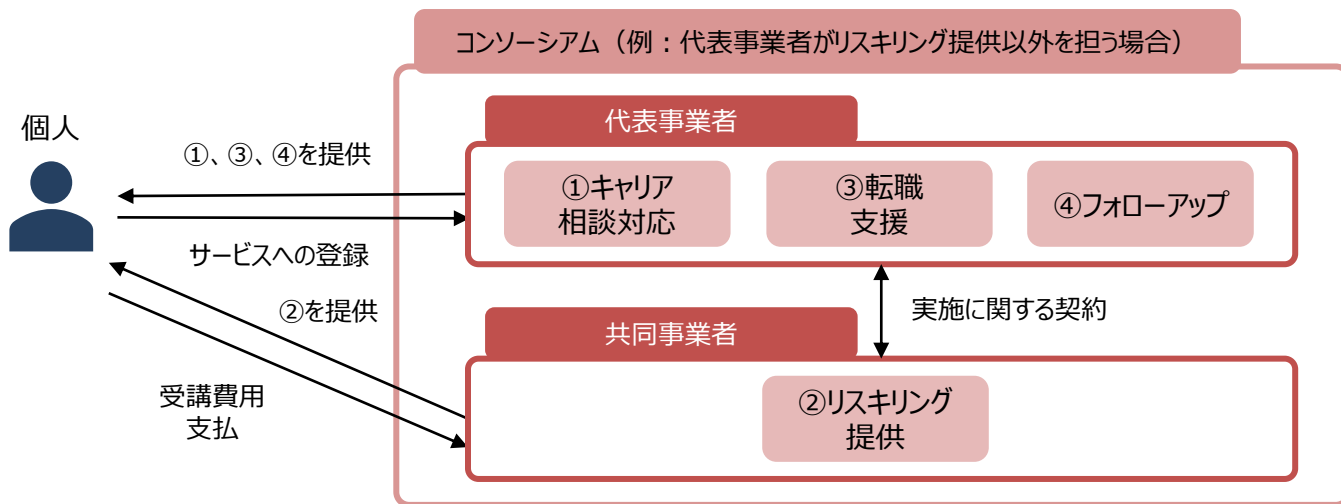 コンソーシアム（例：代表事業者がリスキリング提供以外を担う場合）
個人
代表事業者
①、③、④を提供
①キャリア
相談対応
③転職
支援
④フォローアップ
サービスへの登録
②を提供
実施に関する契約
共同事業者
受講費用
支払
②リスキリング
提供